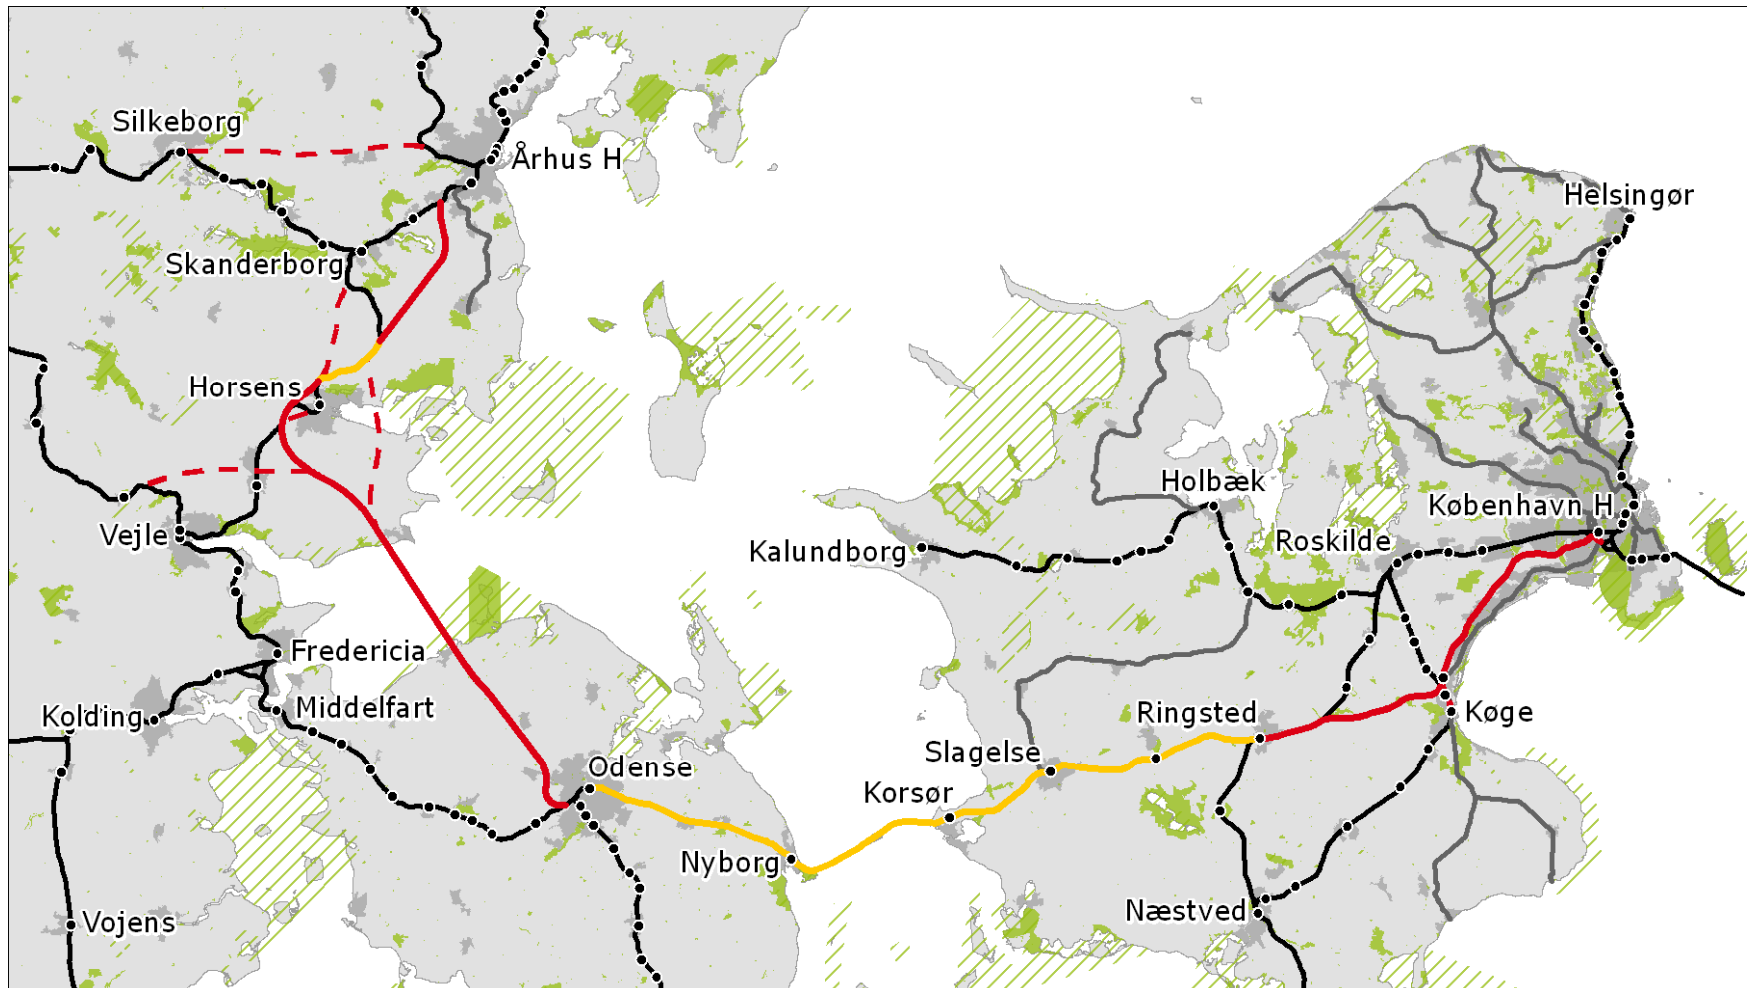 Silkeborg
Århus H
Helsingør
Skanderborg
Horsens
Holbæk
København H
Vejle
Kalundborg
Roskilde
Fredericia
Kolding
Middelfart
Køge
Ringsted
Slagelse
Odense
Korsør
Nyborg
Næstved
Vojens